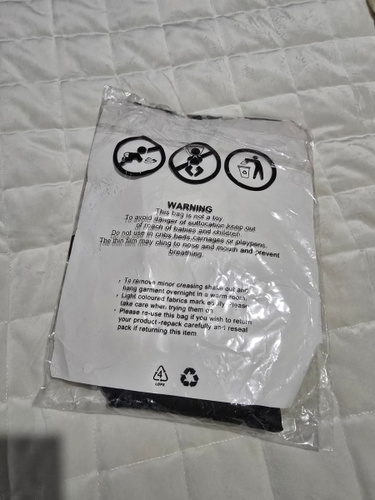 WARNING
This bag is not a toy.
To avoid danger of suffocation keep out
of reach of babies and children.
Do not use in cribs beds carriages or playpens.
The thin film may cling to nose and mouth and prevent
breathing.
• To remove minor creasing shake out and
hang garment overnight in a warm room.
• Light coloured fabrics mark easily. Please
take care when trying them on
• Please re-use this bag if you wish to return
your product-repack carefully and reseal
pack if returning this item
4
LDPE